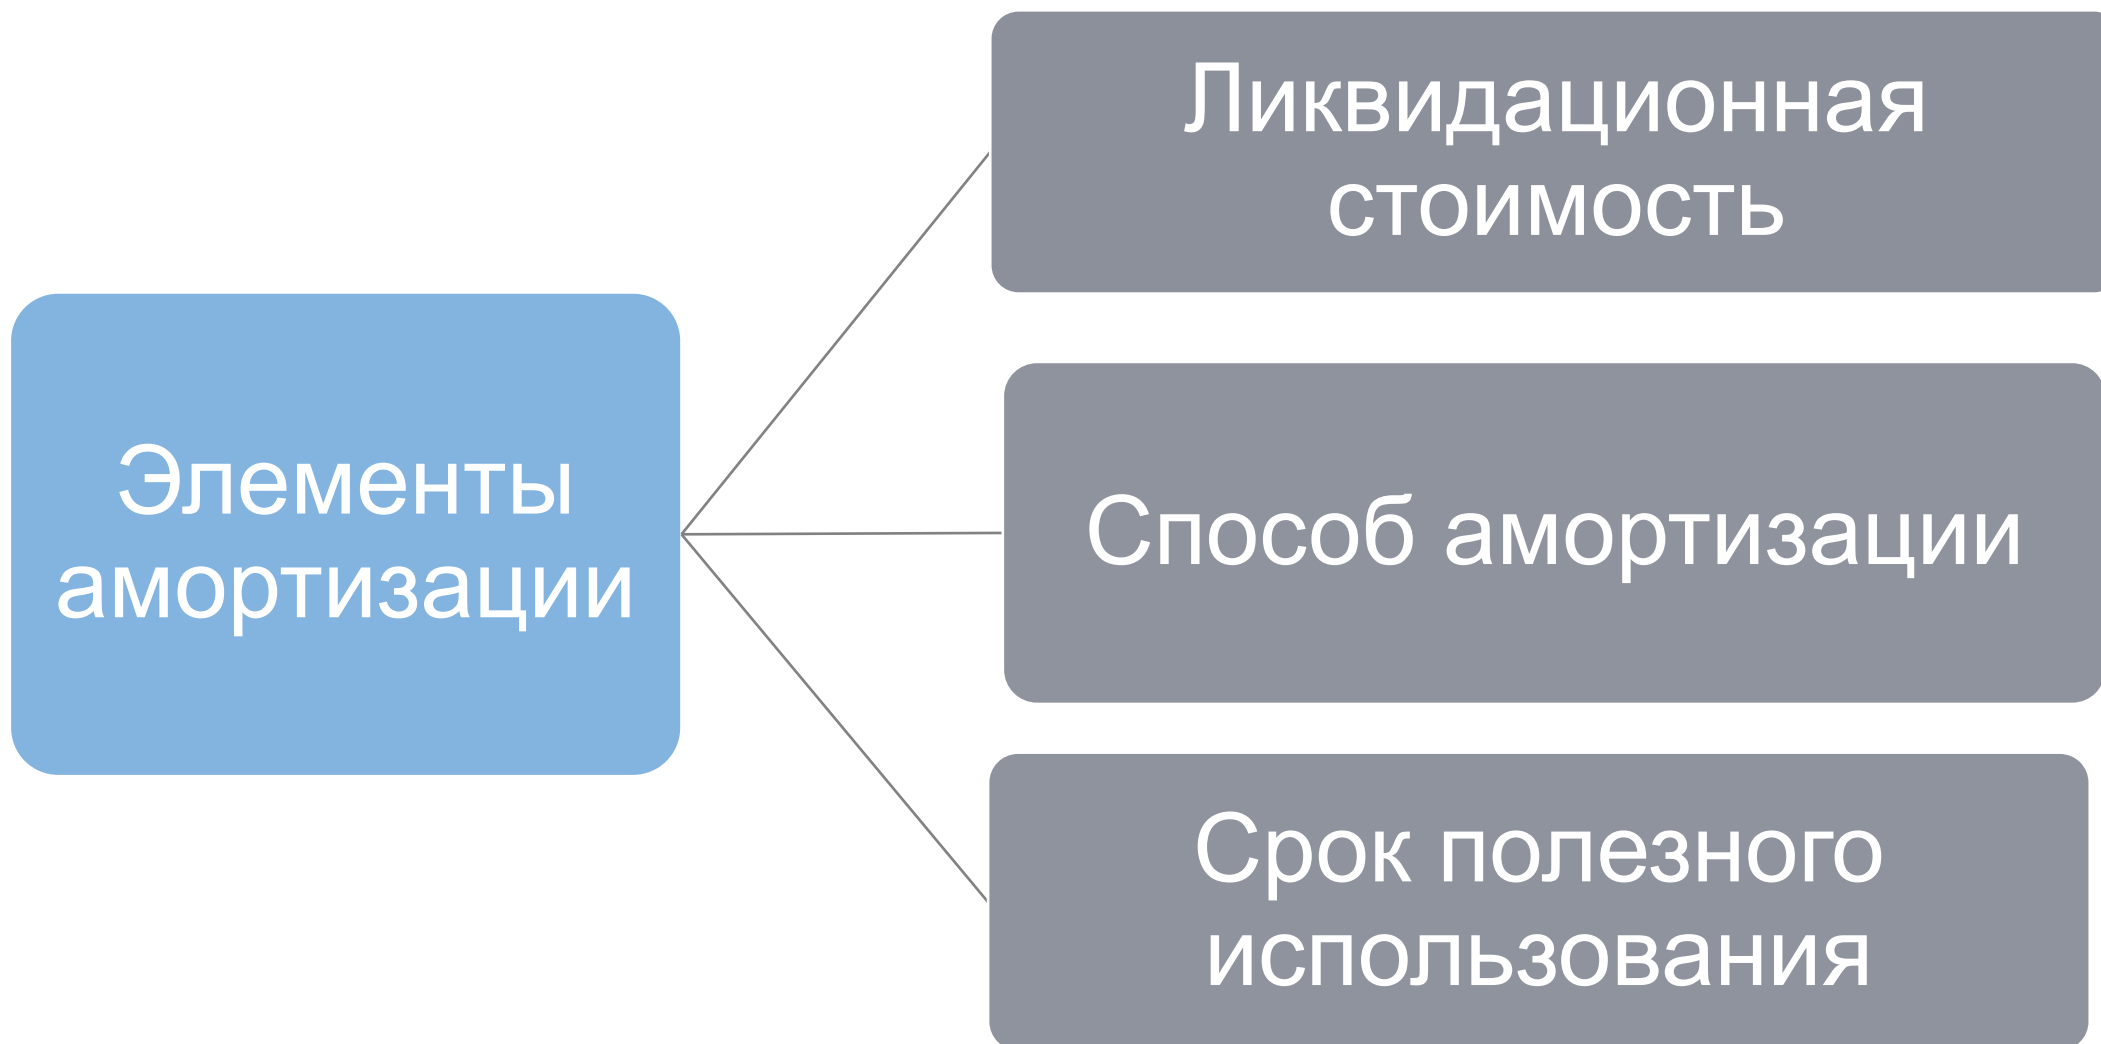 Элементы
амортизации
Ликвидационная
стоимость
Способ амортизации
Срок полезного
использования